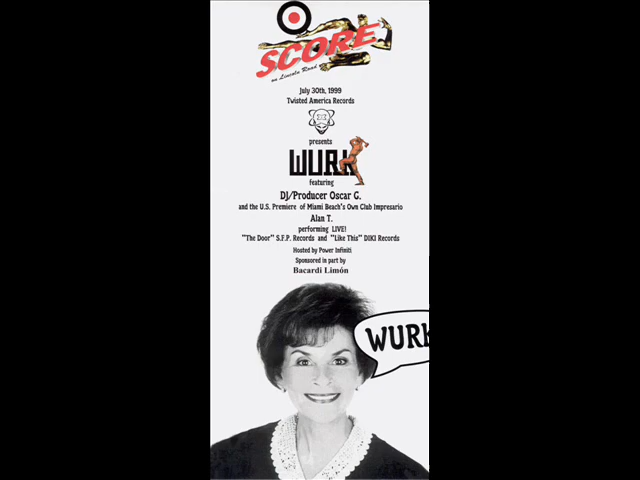 SCORE
on Lincoln Road
July 30th, 1999
Twisted America Records
presents
WURK
featuring
DJ/Producer Oscar G.
and the U.S. Premiere of Miami Beach's Own Club Impresario
Alan T.
performing LIVE!
"The Door" S.F.P. Records and "Like This" DIKI Records
Hosted by Power Infiniti
Sponsored in part by
Bacardi Limón
WURK